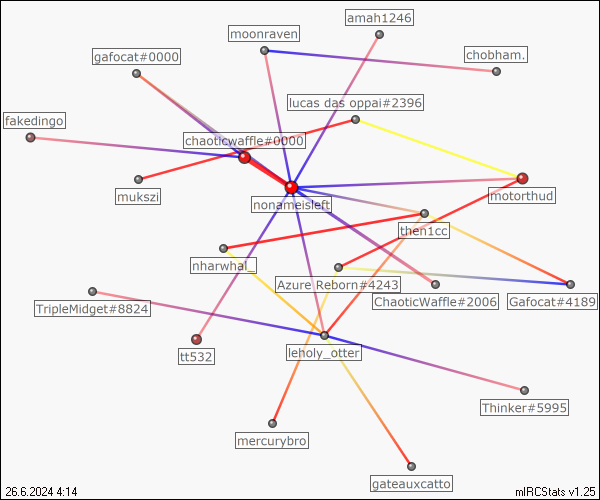 amah1246
moonraven
gafocat#0000
chobham.
lucas das oppai#2396
fakedingo
chaoticwaffle#0000
mukszi
nonameisleft
motorthud
then1cc
nharwhal_
Azure Reborn#4243
TripleMidget#8824
ChaoticWaffle#2006
Gafocat#4189
tt532
leholy_otter
Thinker#5995
mercurybro
gateauxcatto
26.6.2024 4:14
mIRCStats v1.25